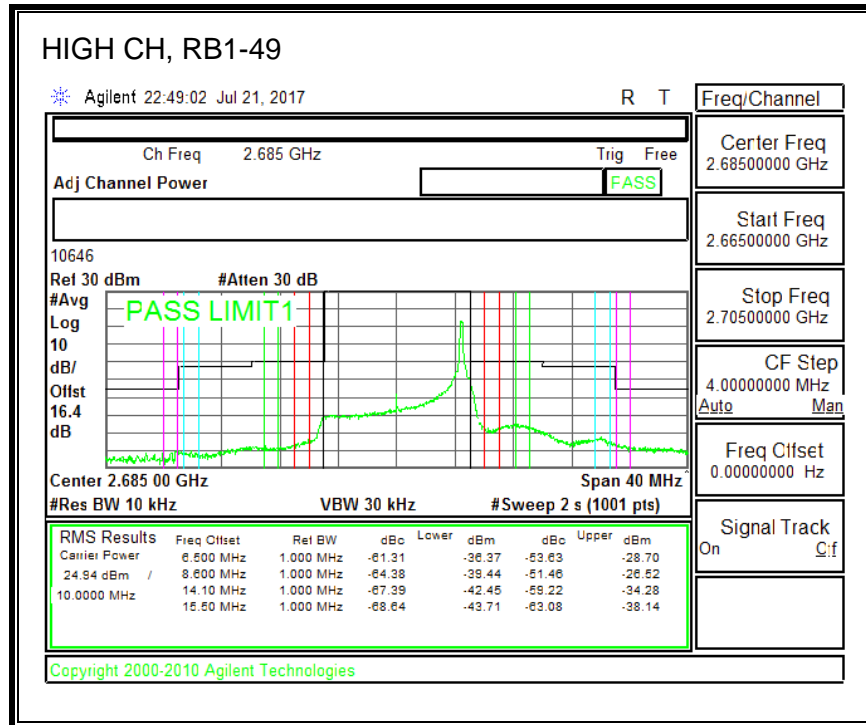 HIGH CH, RB1-49
Agilent 22:49:02 Jul 21, 2017 R T
Freq/Channel
Ch Freq 2.685 GHz Trig Free
Adj Channel Power PASS
Center Freq
2.68500000 GHz
Start Freq
2.66500000 GHz
10646
Ref 30 dBm #Atten 30 dB
#Avg
Log
10
dB/
Offst
16.4
dB
PASS LIMIT1
Stop Freq
2.70500000 GHz
CF Step
4.00000000 MHz
Auto Man
Freq Offset
0.00000000 Hz
Center 2.685 00 GHz Span 40 MHz
#Res BW 10 kHz VBW 30 kHz #Sweep 2 s (1001 pts)
Signal Track
On Off
RMS Results Freq Offset Ref BW dBc Lower dBm dBc Upper dBm
Carrier Power 6.500 MHz 1.000 MHz -61.31 -36.37 -53.63 -28.70
24.94 dBm / 8.600 MHz 1.000 MHz -64.38 -39.44 -51.46 -26.52
10.0000 MHz 14.10 MHz 1.000 MHz -67.39 -42.45 -59.22 -34.28
1.000 MHz -68.64 -43.71 -63.08 -38.14
Copyright 2000-2010 Agilent Technologies